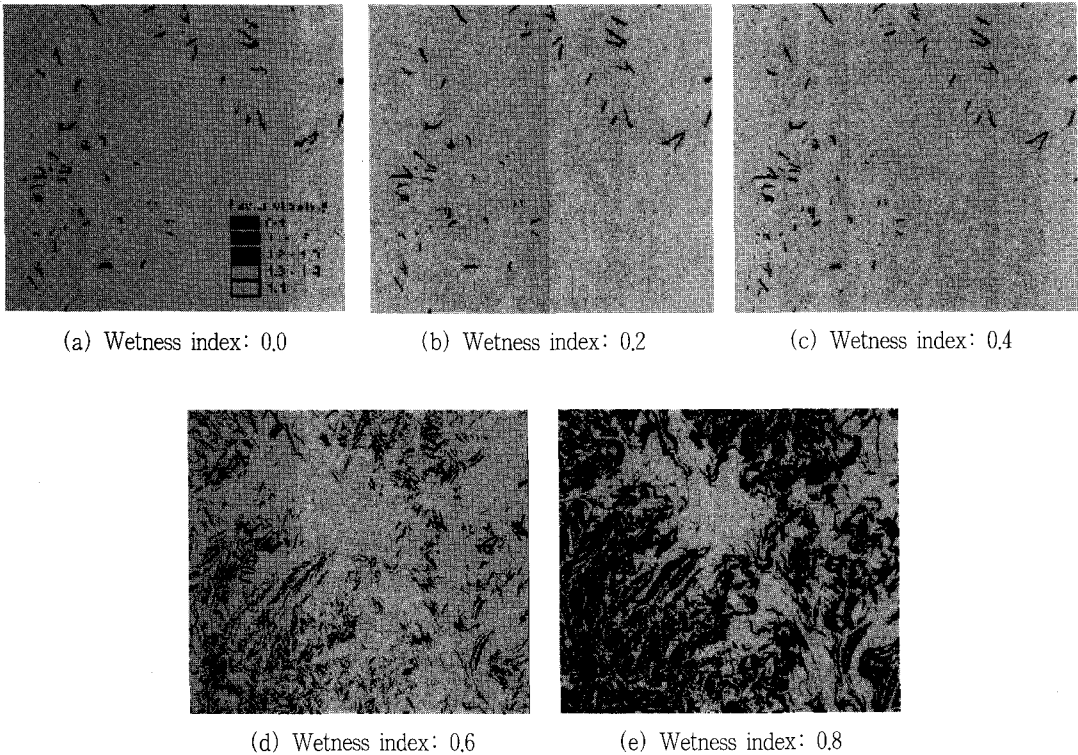 (a) Wetness index: 0.0
(b) Wetness index: 0.2
(c) Wetness index: 0.4
(d) Wetness index: 0.6
(e) Wetness index: 0.8